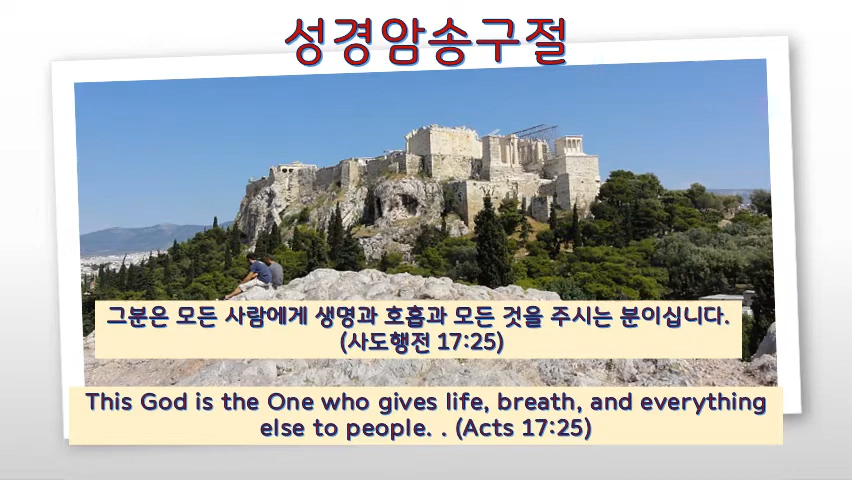 성경암송구절
그분은 모든 사람에게 생명과 호흡과 모든 것을 주시는 분이십니다.
(사도행전 17:25)
This God is the One who gives life, breath, and everything
else to people. . (Acts 17:25)